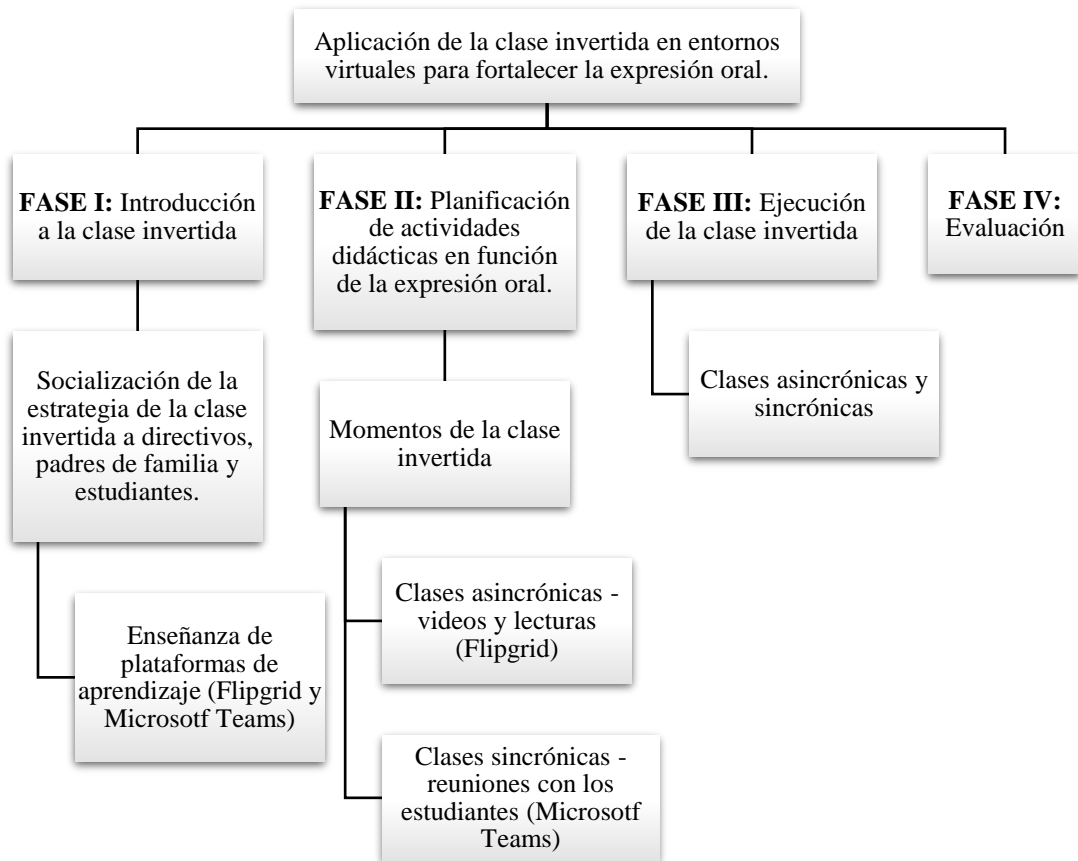 Aplicación de la clase invertida en entornos
virtuales para fortalecer la expresión oral.
FASE I: Introducción
a la clase invertida
Socialización de la
estrategia de la clase
invertida a directivos,
padres de familia y
estudiantes.
Enseñanza de
plataformas de
aprendizaje (Flipgrid y
Microsotf Teams)
FASE II: Planificación
de actividades
didácticas en función
de la expresión oral.
Momentos de la clase
invertida
Clases asincrónicas -
videos y lecturas
(Flipgrid)
Clases sincrónicas -
reuniones con los
estudiantes (Microsotf
Teams)
FASE III: Ejecución
de la clase invertida
Clases asincrónicas y
sincrónicas
FASE IV:
Evaluación